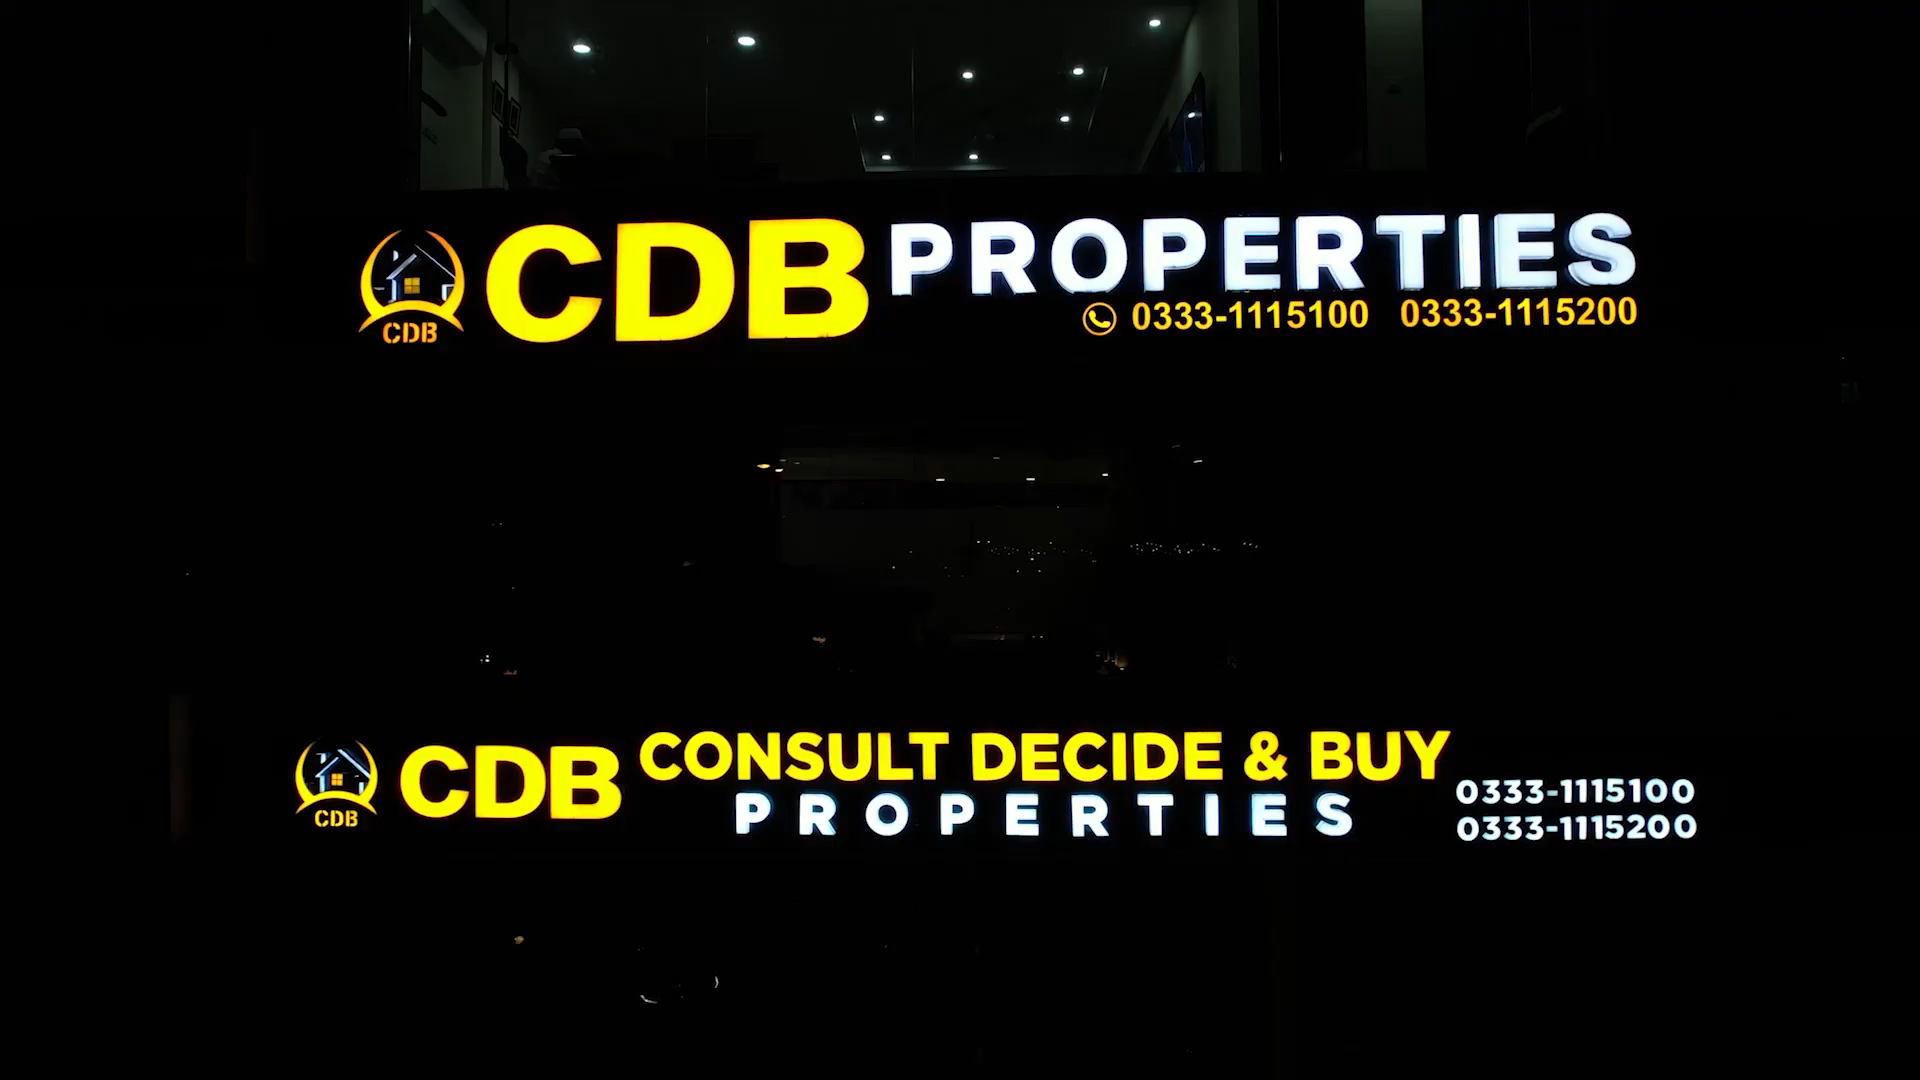 CDB PROPERTIES
CDB
0333-1115100 0333-1115200
CDB CONSULT DECIDE & BUY
PROPERTIES
0333-1115100
CDB
0333-1115200